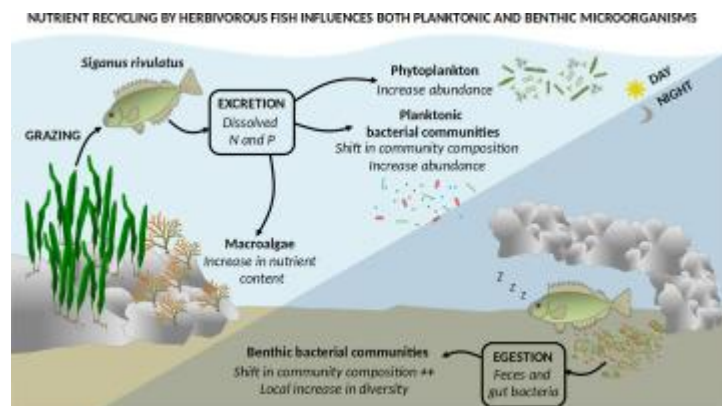 NUTRIENT RECYCLING BY HERBIVOROUS FISH INFLUENCES BOTH PLANKTONIC AND BENTHIC MICROORGANISMS
Siganus rivulatus
GRAZING
EXCRETION
Dissolved
N and P
Phytoplankton
Increase abundance
Planktonic
bacterial communities
Shift in community composition
Increase abundance
Macroalgae
Increase in nutrient
content
DAY
NIGHT
z z z
EGESTION
Feces and
gut bacteria
Benthic bacterial communities
Shift in community composition ++
Local increase in diversity